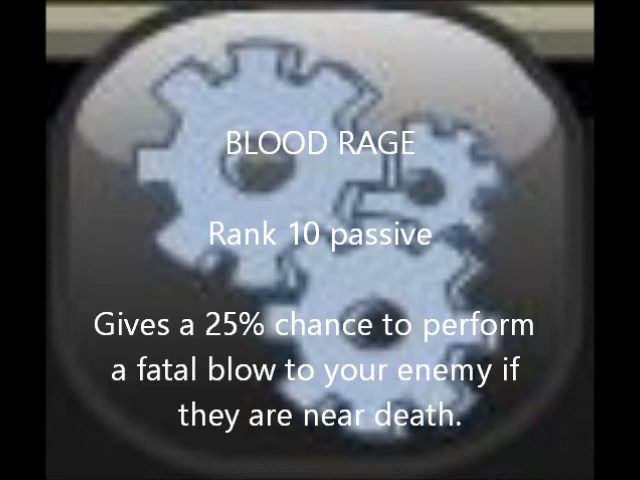 BLOOD RAGE
Rank 10 passive
Gives a 25% chance to perform
a fatal blow to your enemy if
they are near death.